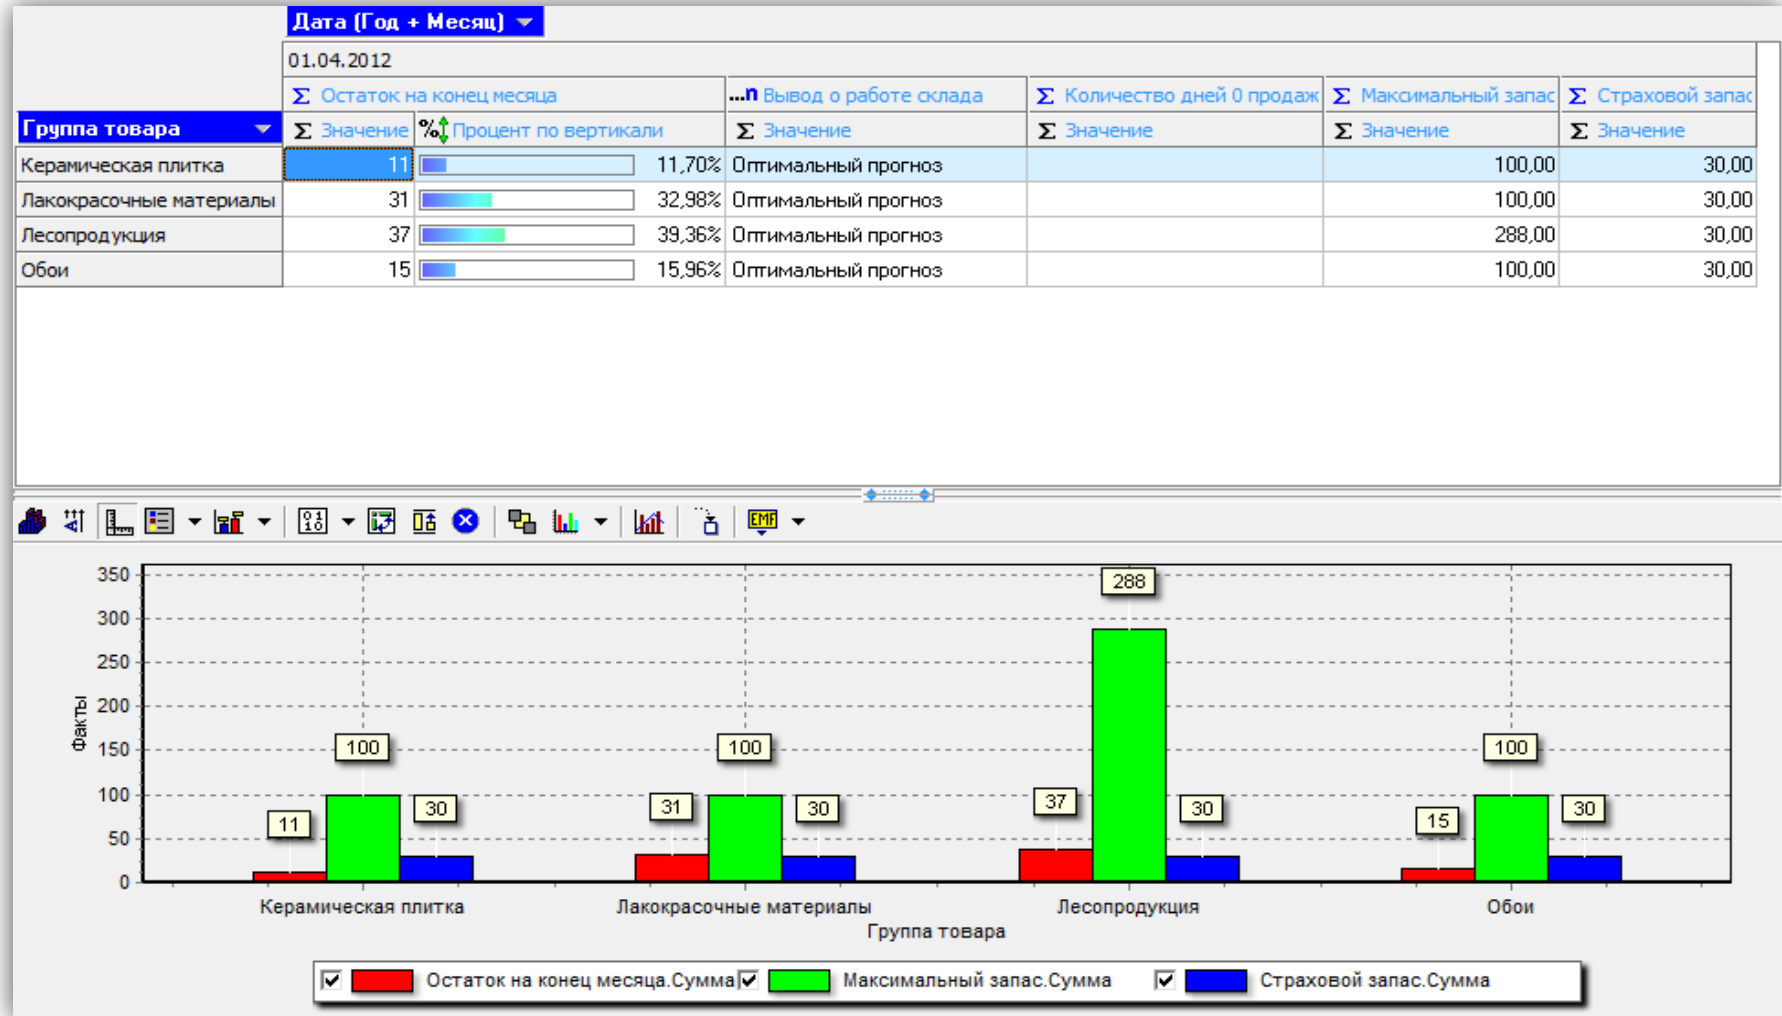 Дата (Год + Месяц)
01.04.2012
Σ Остаток на конец месяца ...n Вывод о работе склада Σ Количество дней 0 продаж Σ Максимальный запас Σ Страховой запас
Группа товара Σ Значение % Процент по вертикали Σ Значение Σ Значение Σ Значение Σ Значение
Керамическая плитка 11 11,70% Оптимальный прогноз 100,00 30,00
Лакокрасочные материалы 31 32,98% Оптимальный прогноз 100,00 30,00
Лесопродукция 37 39,36% Оптимальный прогноз 288,00 30,00
Обои 15 15,96% Оптимальный прогноз 100,00 30,00
EMF
Факты
350
300
250
200
150
100
50
0
11 100 30
31 100 30
37 288 30
15 100 30
Керамическая плитка Лакокрасочные материалы Лесопродукция Обои
Группа товара
Остаток на конец месяца.Сумма Максимальный запас.Сумма Страховой запас.Сумма